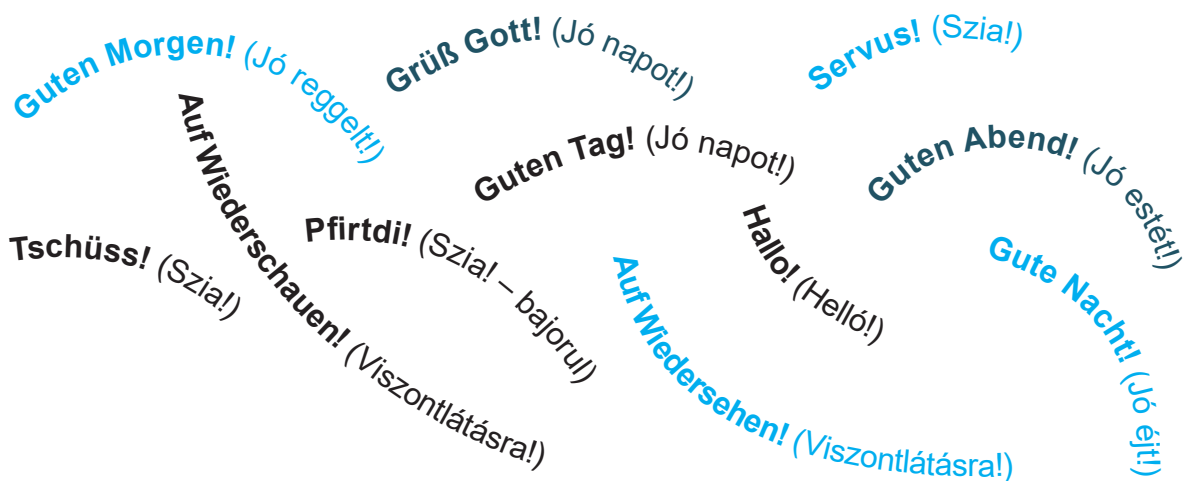 Guten Morgen! (Jó reggelt!)
Grüß Gott! (Jó napot!)
Servus! (Szia!)
Auf Wiederschauen! (Viszontlátásra!)
Guten Tag! (Jó napot!)
Guten Abend! (Jó estét!)
Tschüss! (Szia!)
Pfirtdi! (Szia! – bajorul)
Hallo! (Helló!)
Auf Wiedersehen! (Viszontlátásra!)
Gute Nacht! (Jó éjt!)